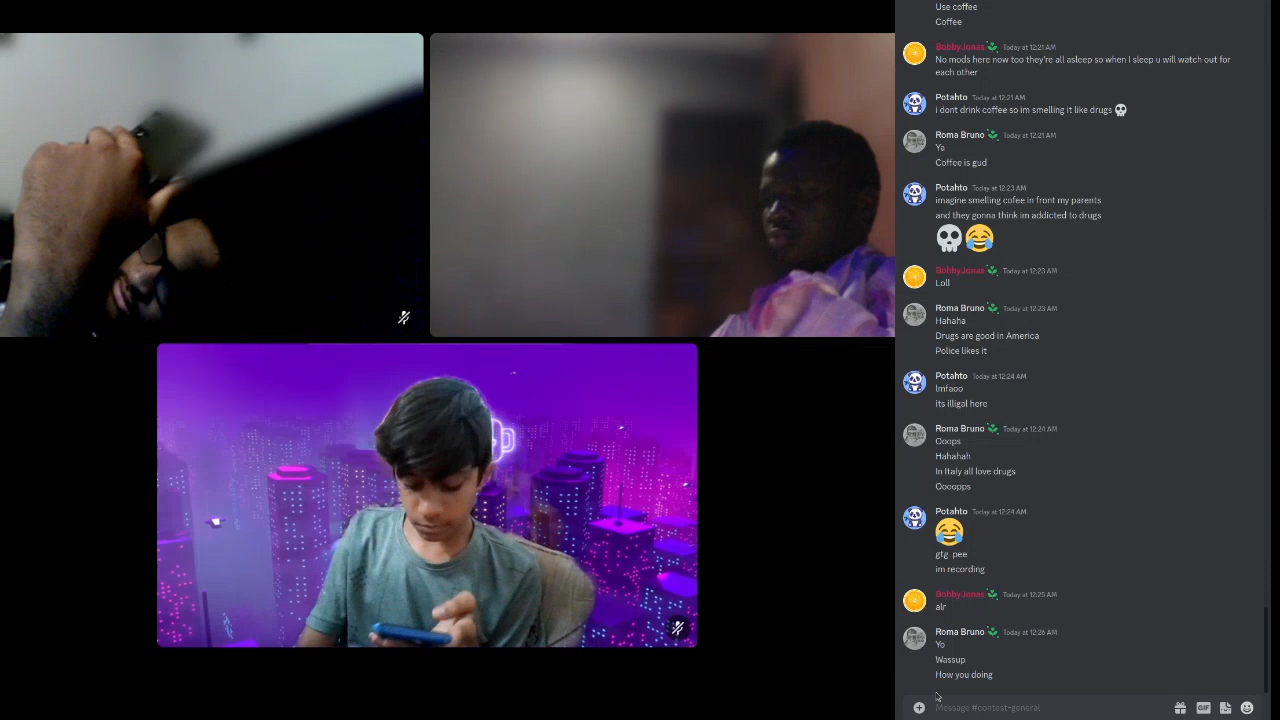 Use coffee
Coffee
BobbyJonas Today at 12:21 AM
No mods here now too they're all asleep so when I sleep u will watch out for
each other
Potahto Today at 12:21 AM
i dont drink coffee so im smelling it like drugs 💀
Roma Bruno Today at 12:21 AM
Ya
Coffee is gud
Potahto Today at 12:23 AM
imagine smelling cofee in front my parents
and they gonna think im addicted to drugs
💀😂
BobbyJonas Today at 12:23 AM
Loll
Roma Bruno Today at 12:23 AM
Hahaha
Drugs are good in America
Police likes it
Potahto Today at 12:24 AM
lmfaoo
its illigal here
Roma Bruno Today at 12:24 AM
Ooops
Hahahah
In Italy all love drugs
Oooopps
Potahto Today at 12:24 AM
😂
gtg pee
im recording
BobbyJonas Today at 12:25 AM
alr
Roma Bruno Today at 12:26 AM
Yo
Wassup
How you doing
Message #contest-general
GIF